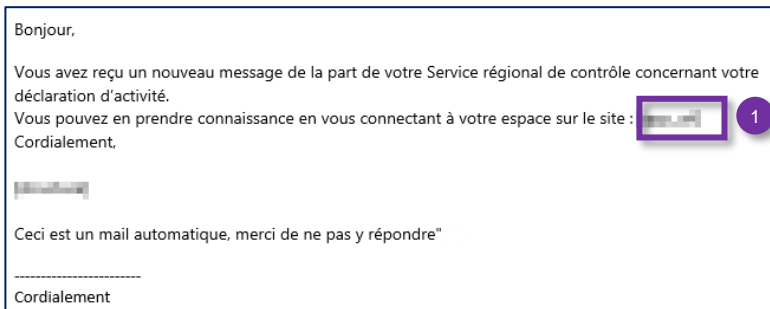 Bonjour,
Vous avez reçu un nouveau message de la part de votre Service régional de contrôle concernant votre
déclaration d'activité.
Vous pouvez en prendre connaissance en vous connectant à votre espace sur le site : 1
Cordialement,
Ceci est un mail automatique, merci de ne pas y répondre"
------------------------
Cordialement